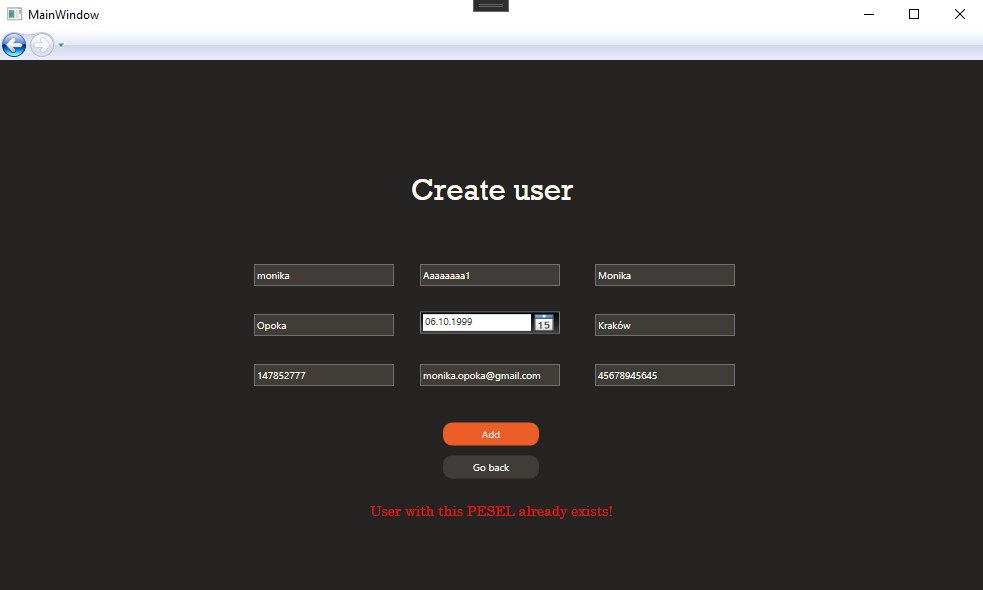 MainWindow
Create user
monika Aaaaaaaa1 Monika
Opoka 06.10.1999 15 Kraków
147852777 monika.opoka@gmail.com 45678945645
Add
Go back
User with this PESEL already exists!